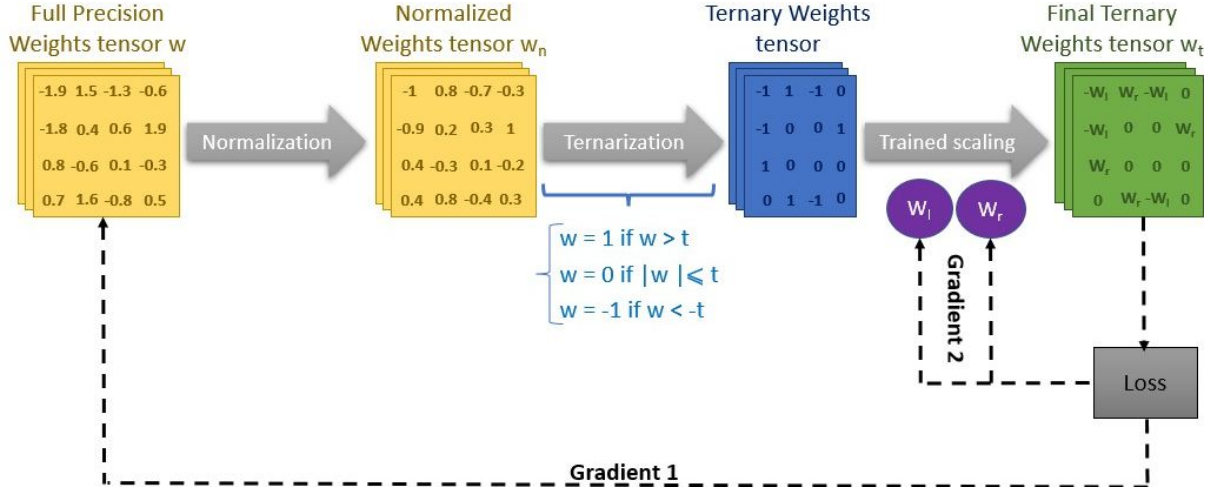 Full Precision
Weights tensor w
-1.9 1.5 -1.3 -0.6
-1.8 0.4 0.6 1.9
0.8 -0.6 0.1 -0.3
0.7 1.6 -0.8 0.5
Normalization
Normalized
Weights tensor wₙ
-1 0.8 -0.7 -0.3
-0.9 0.2 0.3 1
0.4 -0.3 0.1 -0.2
0.4 0.8 -0.4 0.3
Ternarization
w = 1 if w > t
w = 0 if |w |⩽ t
w = -1 if w < -t
Ternary Weights
tensor
-1 1 -1 0
-1 0 0 1
1 0 0 0
0 1 -1 0
Trained scaling
Wₗ
Wᵣ
Final Ternary
Weights tensor wₜ
-Wₗ Wᵣ -Wₗ 0
-Wₗ 0 0 Wᵣ
Wᵣ 0 0 0
0 Wᵣ -Wₗ 0
Gradient 2
Loss
Gradient 1